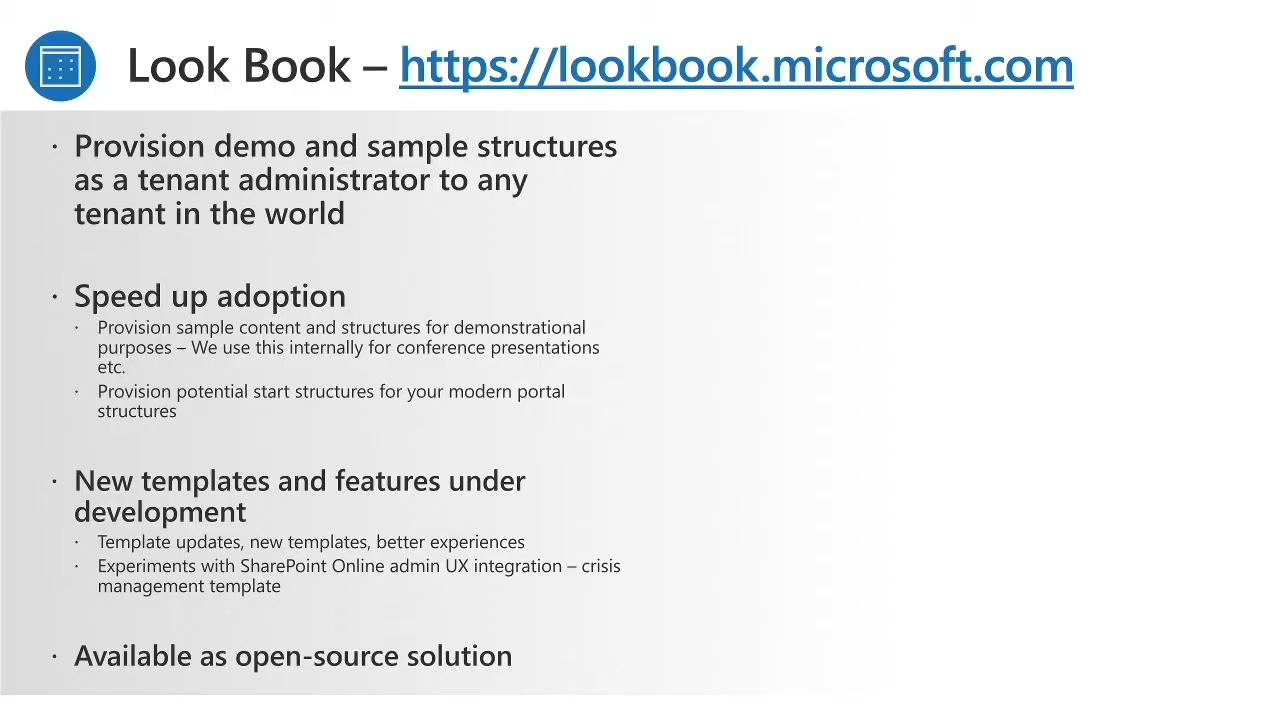 Look Book – https://lookbook.microsoft.com
· Provision demo and sample structures
as a tenant administrator to any
tenant in the world
· Speed up adoption
· Provision sample content and structures for demonstrational
purposes – We use this internally for conference presentations
etc.
· Provision potential start structures for your modern portal
structures
· New templates and features under
development
· Template updates, new templates, better experiences
· Experiments with SharePoint Online admin UX integration – crisis
management template
· Available as open-source solution